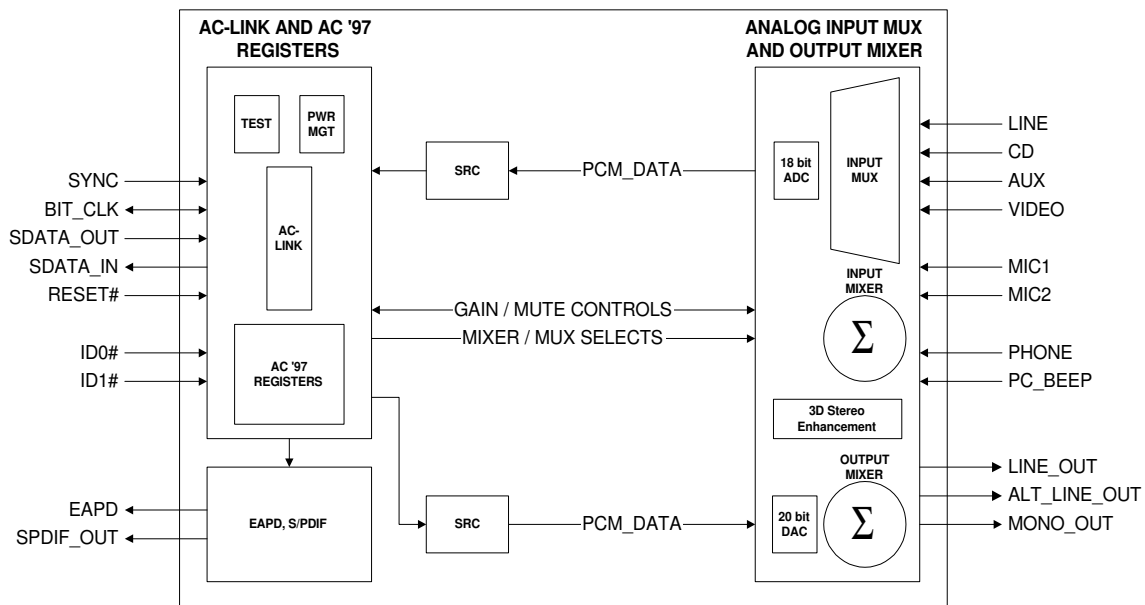 AC-LINK AND AC '97
REGISTERS
TEST
PWR
MGT
AC-
LINK
AC '97
REGISTERS
SYNC
BIT_CLK
SDATA_OUT
SDATA_IN
RESET#
ID0#
ID1#
EAPD
SPDIF_OUT
EAPD, S/PDIF
SRC
PCM_DATA
GAIN / MUTE CONTROLS
MIXER / MUX SELECTS
SRC
PCM_DATA
ANALOG INPUT MUX
AND OUTPUT MIXER
18 bit
ADC
INPUT
MUX
INPUT
MIXER
Σ
3D Stereo
Enhancement
OUTPUT
MIXER
20 bit
DAC
Σ
LINE
CD
AUX
VIDEO
MIC1
MIC2
PHONE
PC_BEEP
LINE_OUT
ALT_LINE_OUT
MONO_OUT